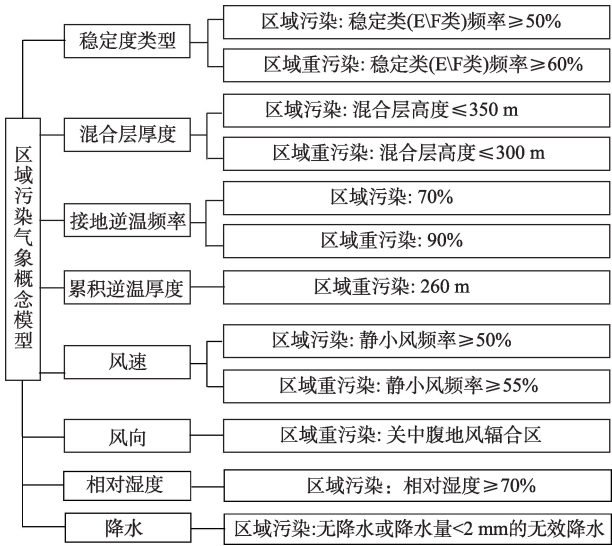 区域污染气象概念模型
稳定度类型
区域污染: 稳定类(E\F类)频率≥50%
区域重污染: 稳定类(E\F类)频率≥60%
混合层厚度
区域污染: 混合层高度≤350 m
区域重污染: 混合层高度≤300 m
接地逆温频率
区域污染: 70%
区域重污染: 90%
累积逆温厚度
区域重污染: 260 m
风速
区域污染: 静小风频率≥50%
区域重污染: 静小风频率≥55%
风向
区域重污染: 关中腹地风辐合区
相对湿度
区域污染：相对湿度≥70%
降水
区域污染:无降水或降水量<2 mm的无效降水